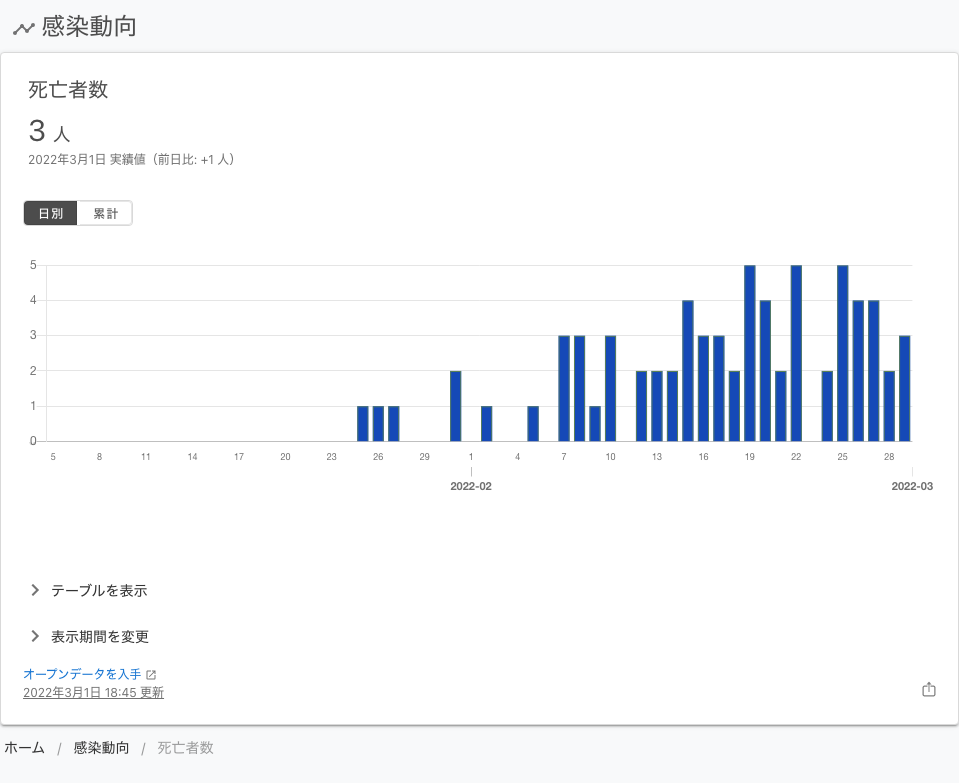 感染動向
死亡者数
3 人
2022年3月1日 実績値（前日比: +1 人）
日別 累計
5
4
3
2
1
0
5 8 11 14 17 20 23 26 29 1 4 7 10 13 16 19 22 25 28
2022-02 2022-03
テーブルを表示
表示期間を変更
オープンデータを入手
2022年3月1日 18:45 更新
ホーム / 感染動向 / 死亡者数